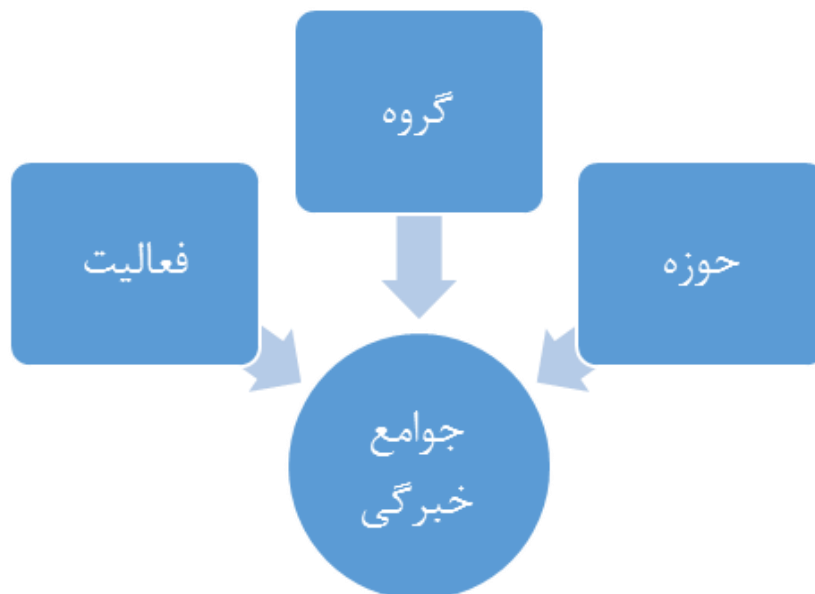 گروه
حوزه
فعالیت
جوامع
خبرگی